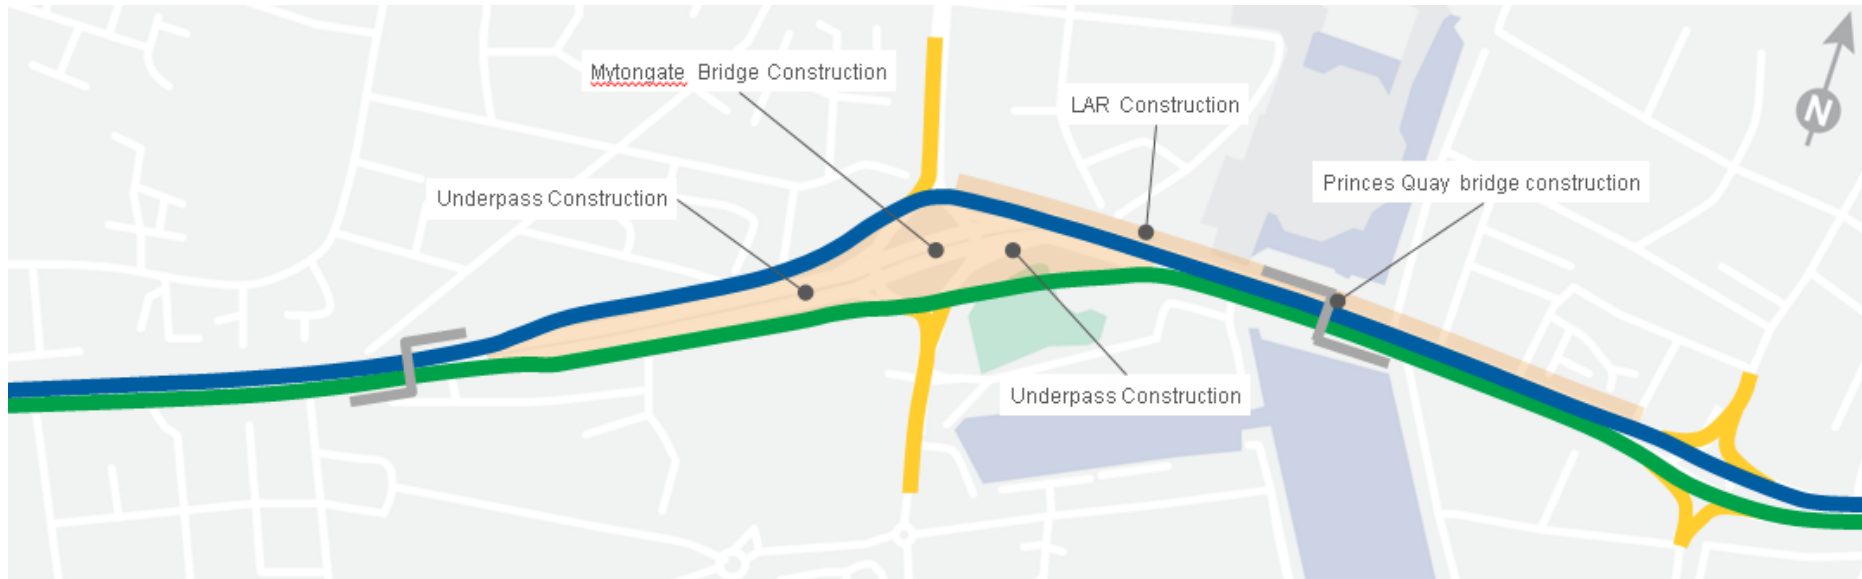 Mytongate Bridge Construction
LAR Construction
N
Princes Quay bridge construction
Underpass Construction
Underpass Construction